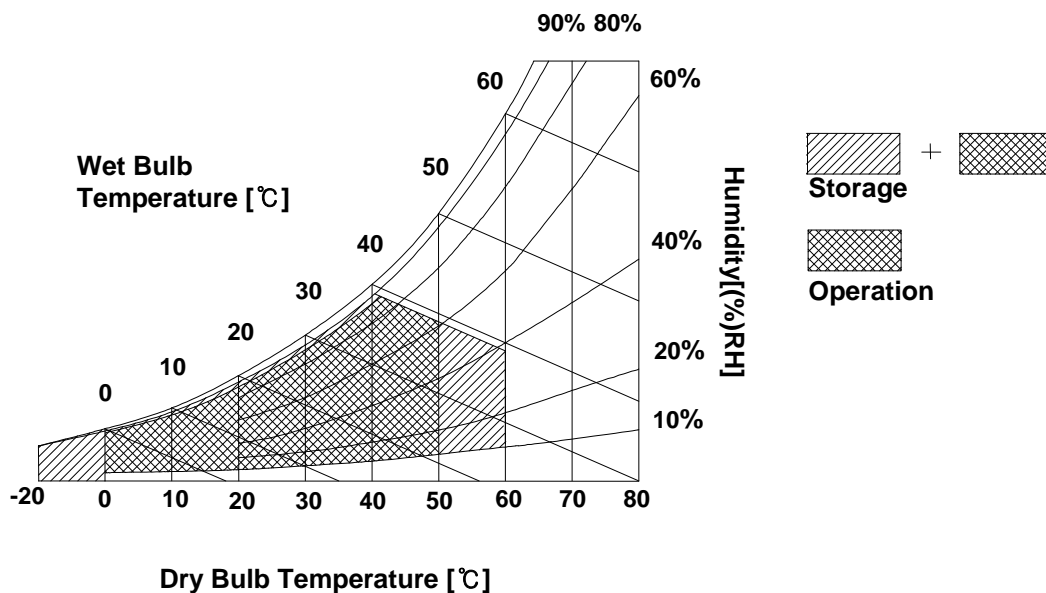 90% 80%
60
60%
50
Wet Bulb
Temperature [℃]
40
40%
30
20
20%
10
10%
0
Humidity[(%)RH]
-20 0 10 20 30 40 50 60 70 80
Dry Bulb Temperature [℃]
+
Storage
Operation